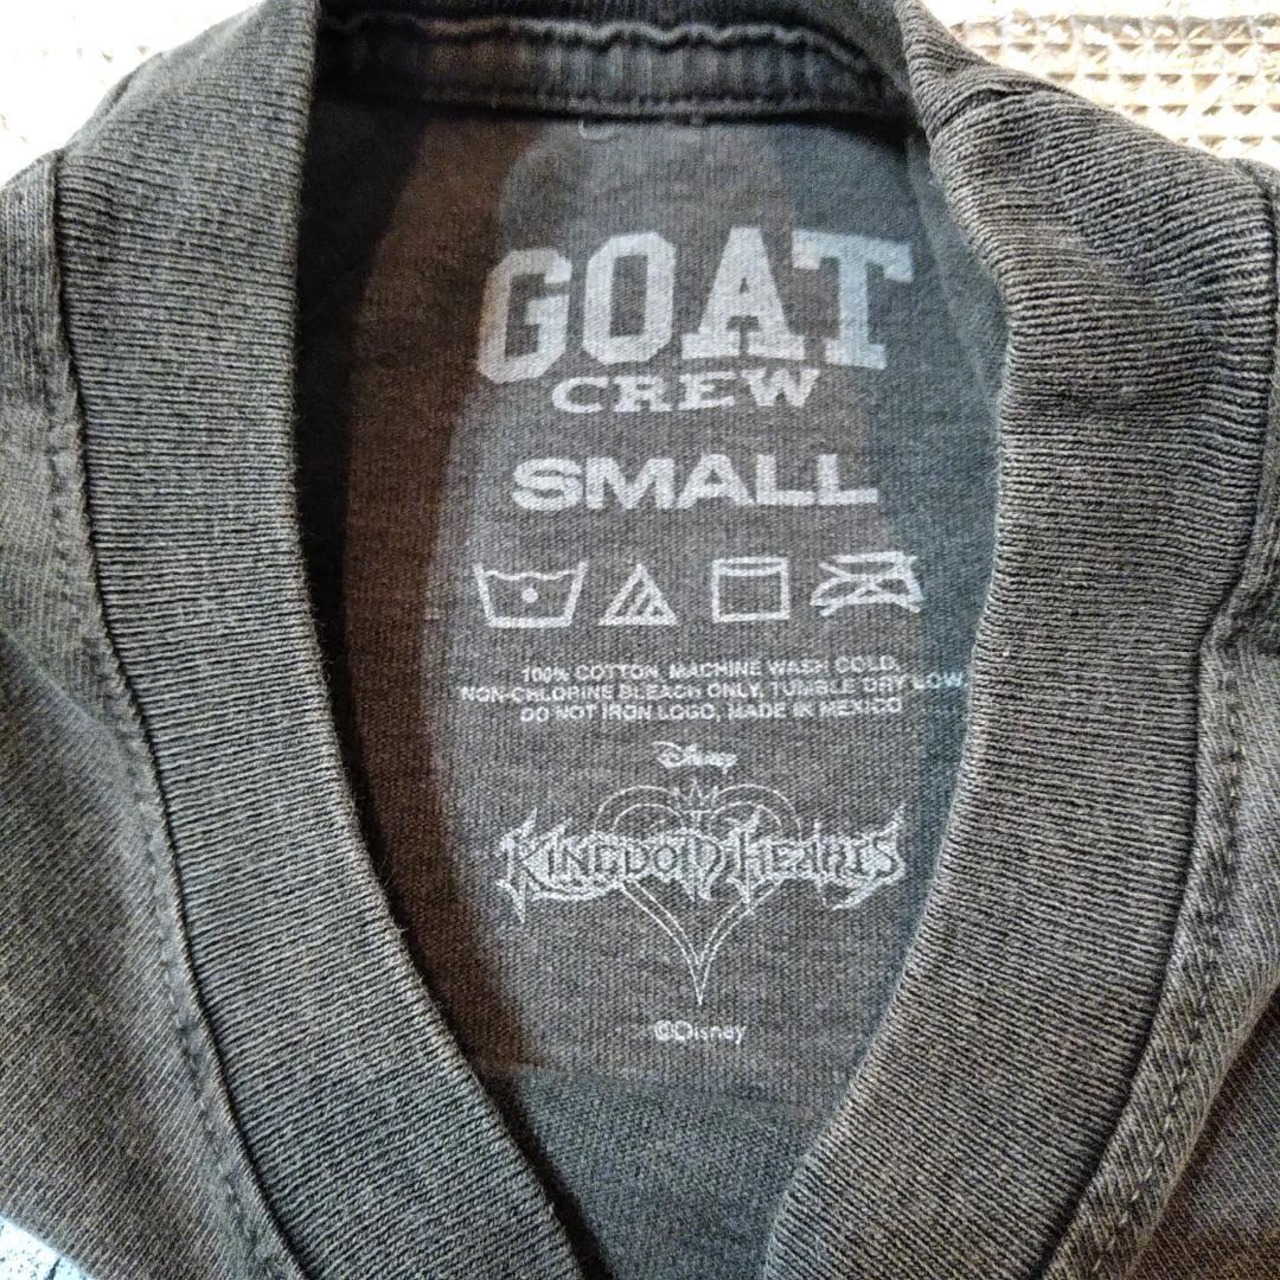 GOAT
CREW
SMALL
100% COTTON, MACHINE WASH COLD,
NON-CHLORINE BLEACH ONLY, TUMBLE DRY LOW,
DO NOT IRON LOGO, MADE IN MEXICO
Disney
KINGDOM HEARTS
©Disney